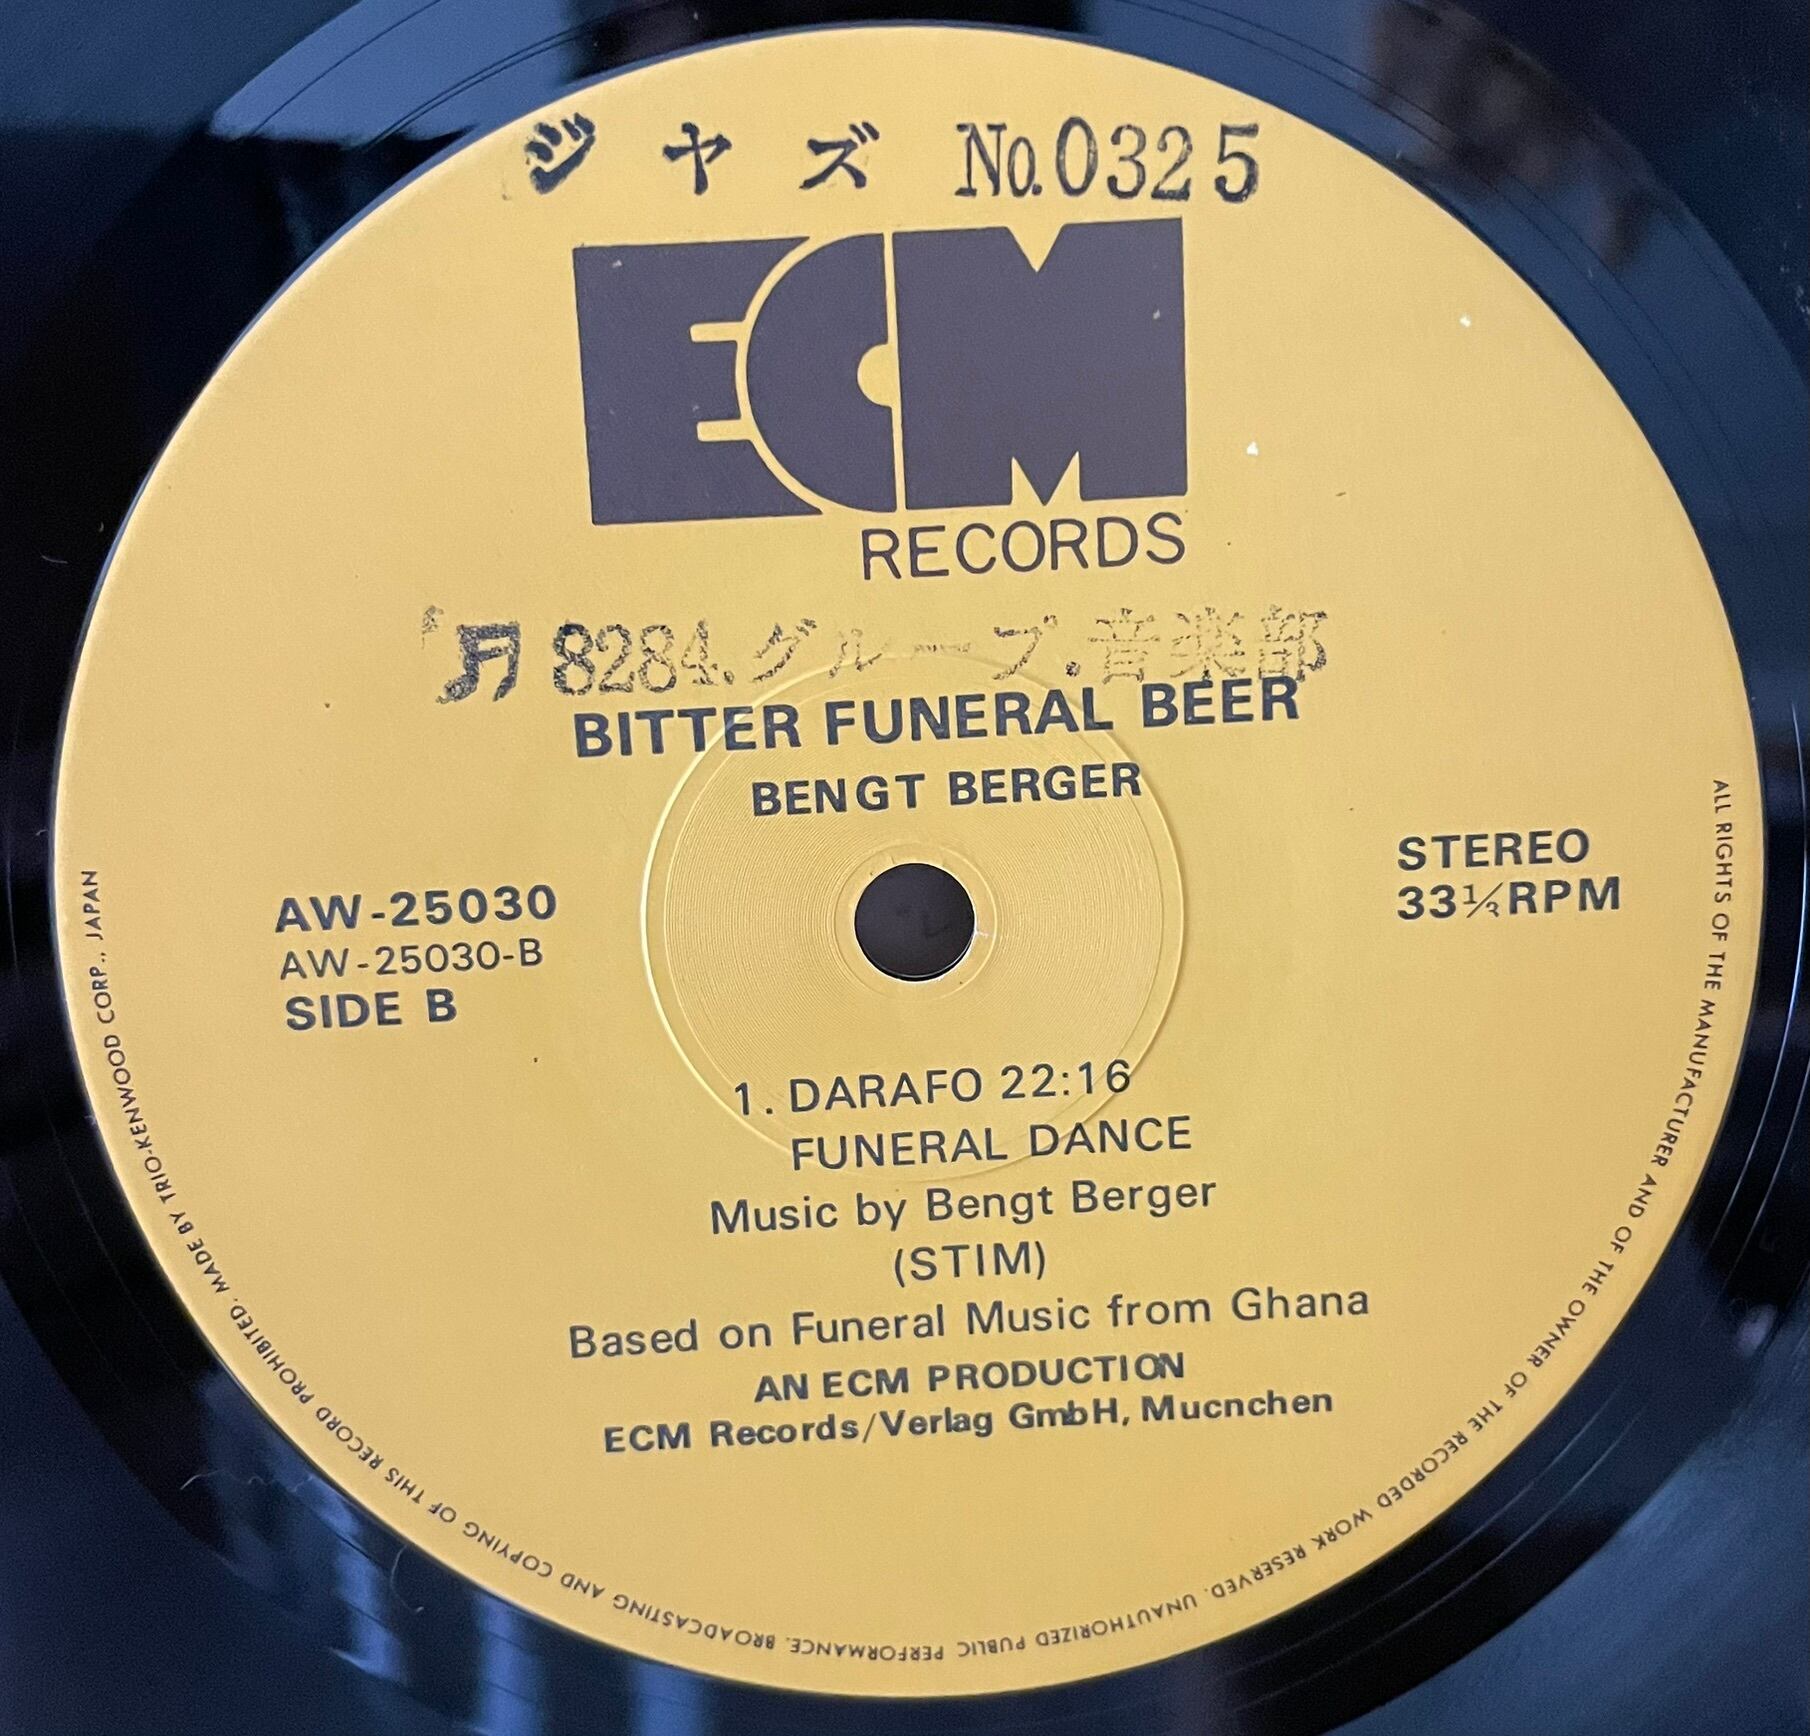 ジャズ No.0325
ECM
RECORDS
♫ 8284.グループ.音楽部
BITTER FUNERAL BEER
BENGT BERGER
AW-25030
AW-25030-B
SIDE B
STEREO
33⅓RPM
1. DARAFO 22:16
FUNERAL DANCE
Music by Bengt Berger
(STIM)
Based on Funeral Music from Ghana
AN ECM PRODUCTION
ECM Records/Verlag GmbH, Mucnchen
ALL RIGHTS OF THE MANUFACTURER AND OF THE OWNER OF THE RECORDED WORK RESERVED. UNAUTHORIZED PUBLIC PERFORMANCE. BROADCASTING AND COPYING OF THIS RECORD PROHIBITED. MADE BY TRIO-KENWOOD CORP., JAPAN